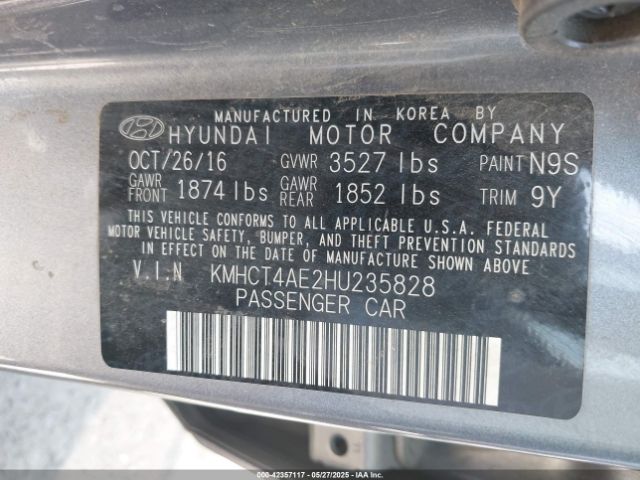 MANUFACTURED IN KOREA BY
HYUNDAI MOTOR COMPANY
OCT/26/16 GVWR 3527 lbs PAINT N9S
GAWR FRONT 1874 lbs GAWR REAR 1852 lbs TRIM 9Y
THIS VEHICLE CONFORMS TO ALL APPLICABLE U.S.A. FEDERAL
MOTOR VEHICLE SAFETY, BUMPER, AND THEFT PREVENTION STANDARDS
IN EFFECT ON THE DATE OF MANUFACTURE SHOWN ABOVE
V.I.N KMHCT4AE2HU235828
PASSENGER CAR
000-42357117 - 05/27/2025 - IAAI.COM